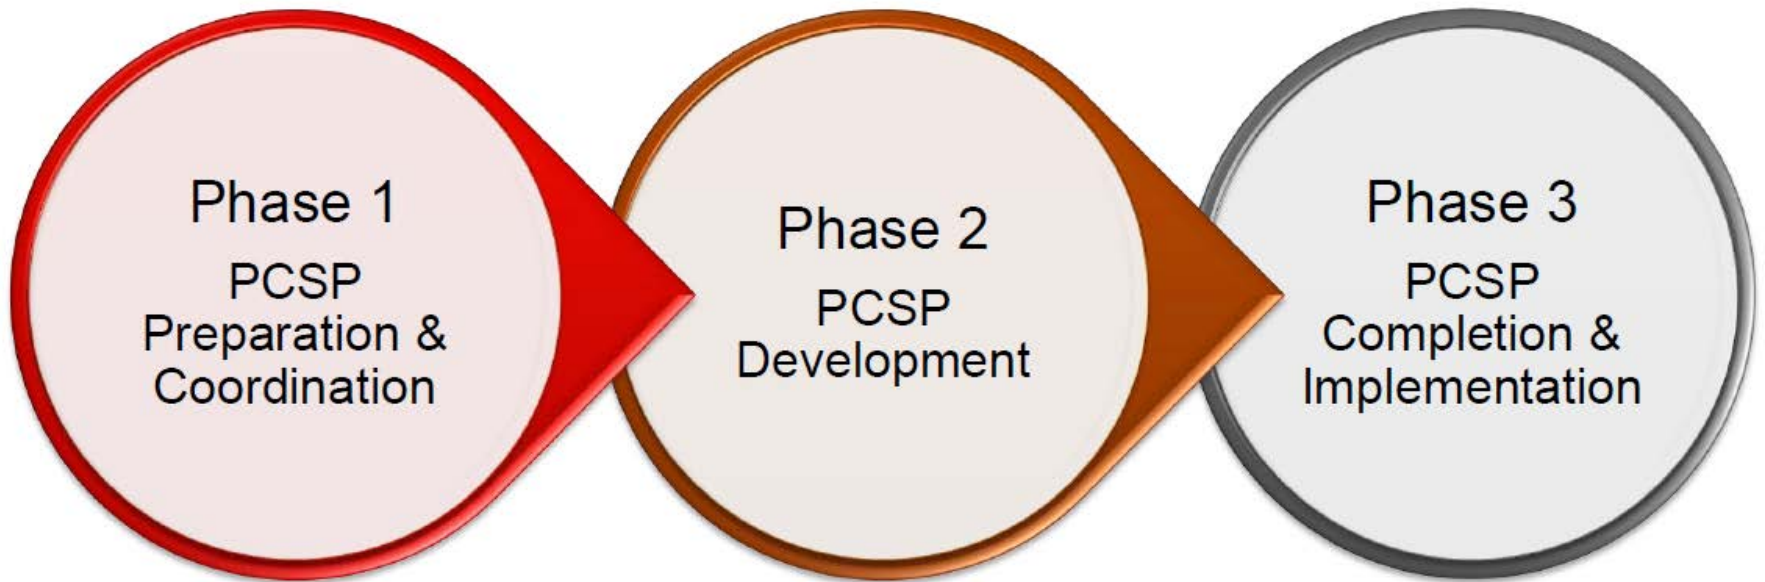 Phase 1
PCSP
Preparation &
Coordination
Phase 2
PCSP
Development
Phase 3
PCSP
Completion &
Implementation